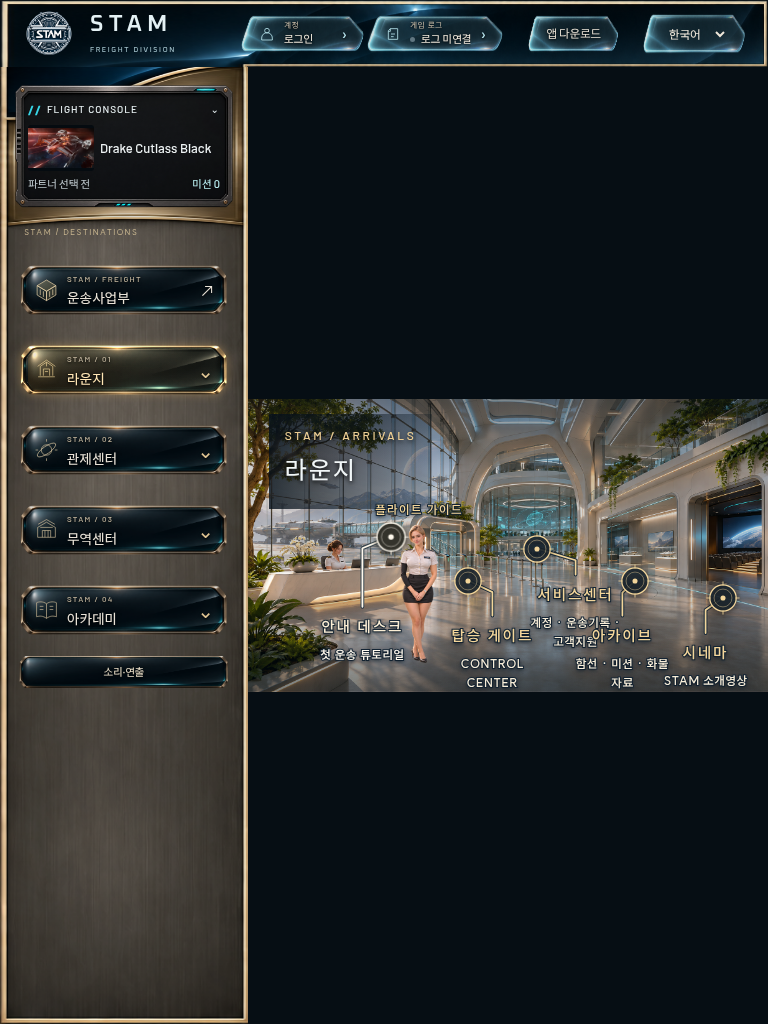 STAM
STAM
FREIGHT DIVISION
계정
로그인
게임 로그
로그 미연결
앱 다운로드
한국어
// FLIGHT CONSOLE
Drake Cutlass Black
파트너 선택 전
미션 0
STAM / DESTINATIONS
STAM / FREIGHT
운송사업부
STAM / 01
라운지
STAM / 02
관제센터
STAM / 03
무역센터
STAM / 04
아카데미
소리·연출
STAM / ARRIVALS
라운지
플라이트 가이드
안내 데스크
첫 운송 튜토리얼
탑승 게이트
CONTROL
CENTER
서비스센터
계정 · 운송기록 ·
고객지원
아카이브
함선 · 미션 · 화물
자료
시네마
STAM 소개영상